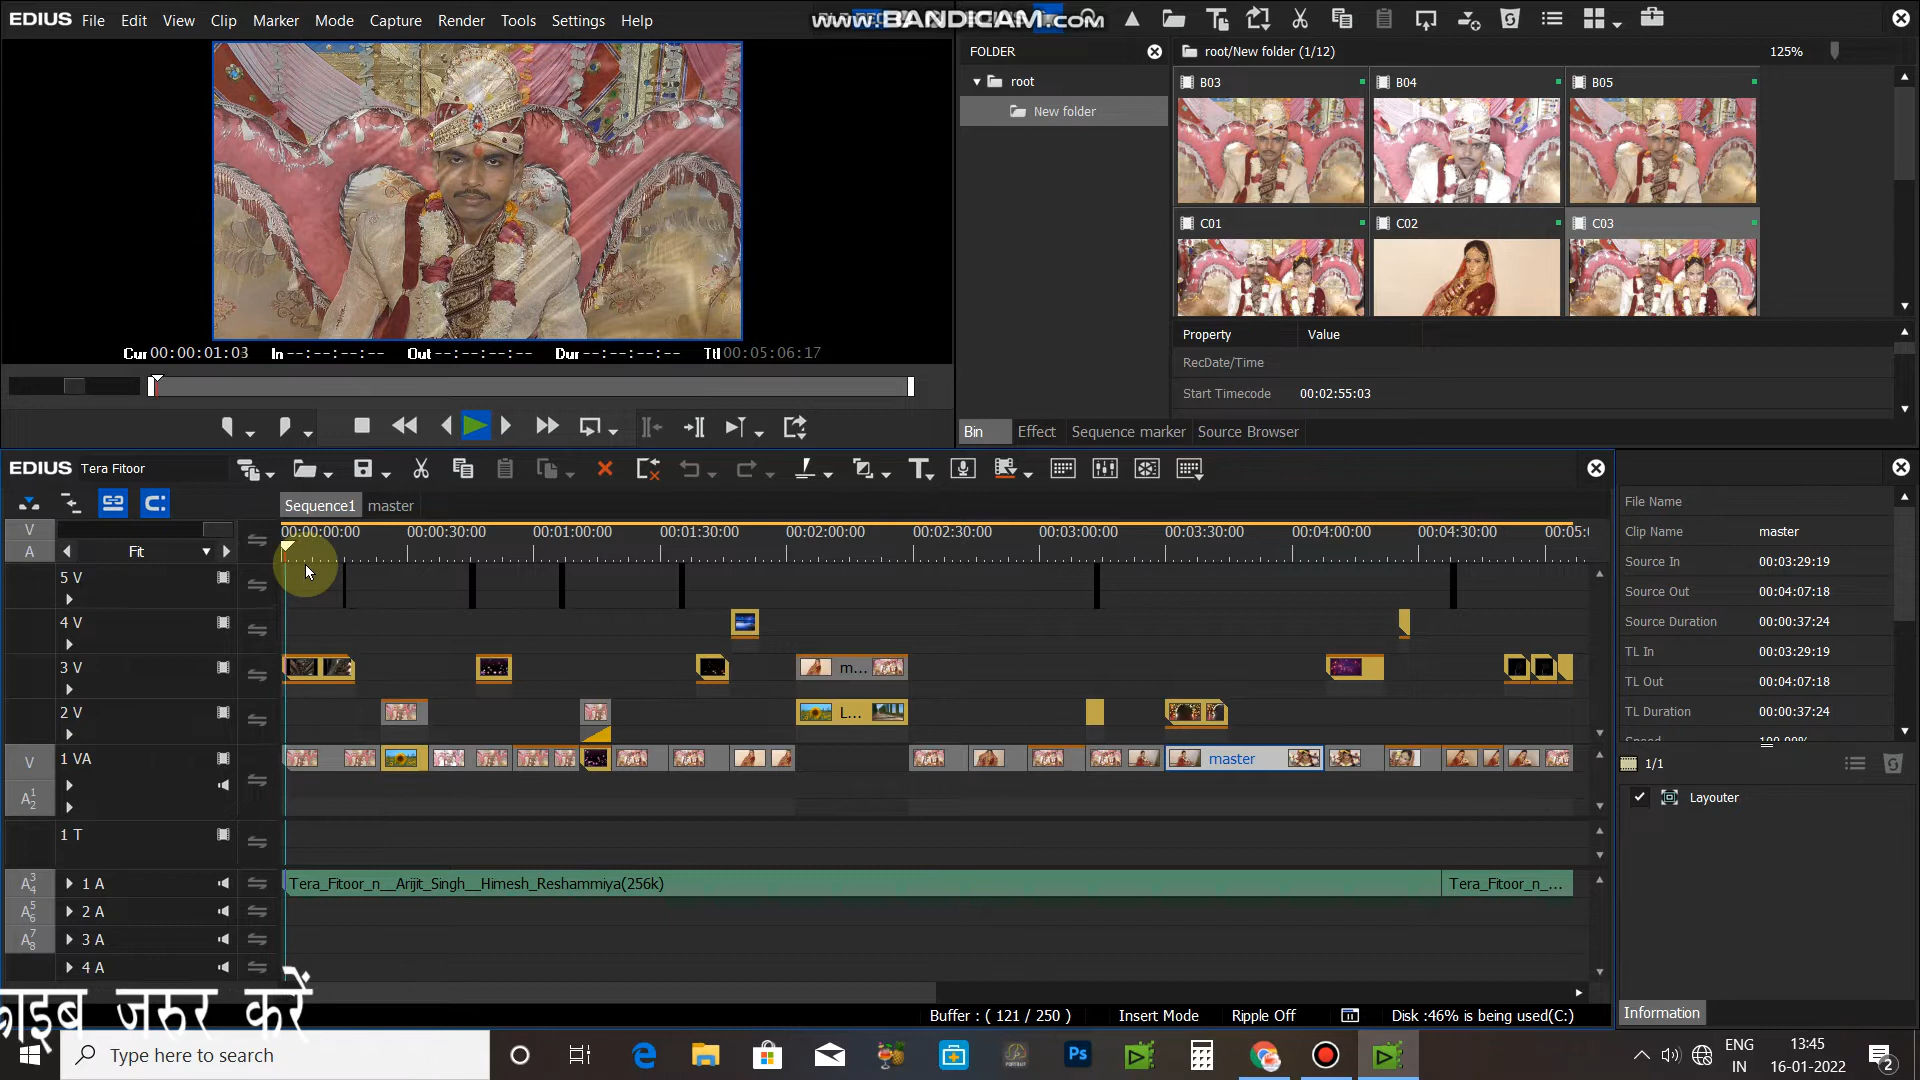 EDIUS File Edit View Clip Marker Mode Capture Render Tools Settings Help
www.BANDICAM.com
FOLDER
root
New folder
root/New folder (1/12)
125%
B03
B04
B05
C01
C02
C03
Property Value
RecDate/Time
Start Timecode 00:02:55:03
Bin Effect Sequence marker Source Browser
Cur 00:00:01:03 In --:--:--:-- Out --:--:--:-- Dur --:--:--:-- Ttl 00:05:06:17
EDIUS Tera Fitoor
Sequence1 master
00:00:00:00 00:00:30:00 00:01:00:00 00:01:30:00 00:02:00:00 00:02:30:00 00:03:00:00 00:03:30:00 00:04:00:00 00:04:30:00
V
A
Fit
5 V
4 V
3 V
m...
2 V
L...
V
1 VA
master
A1 2
1 T
A3 4
1 A
Tera_Fitoor_n__Arijit_Singh__Himesh_Reshammiya(256k)
Tera_Fitoor_n_...
A5 6
2 A
A7 8
3 A
4 A
File Name
Clip Name master
Source In 00:03:29:19
Source Out 00:04:07:18
Source Duration 00:00:37:24
TL In 00:03:29:19
TL Out 00:04:07:18
TL Duration 00:00:37:24
1/1
Layouter
Information
जरुर करें
Buffer : ( 121 / 250 ) Insert Mode Ripple Off Disk :46% is being used(C:)
Type here to search
Ps
ENG
IN
13:45
16-01-2022
2